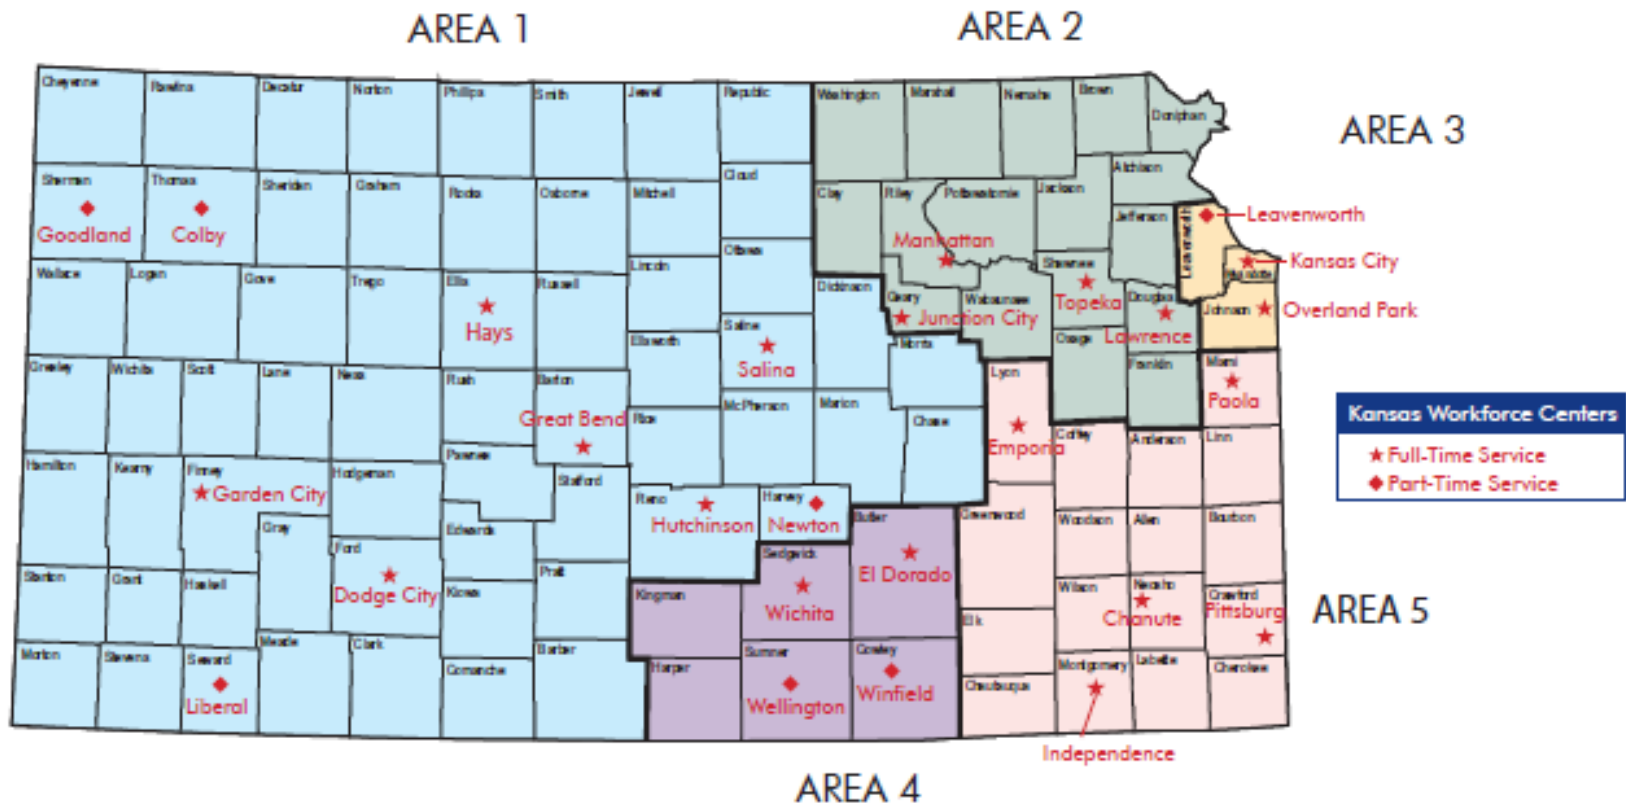 AREA 1
AREA 2
AREA 3
Cheyenne
Rawlins
Decatur
Norton
Phillips
Smith
Jewell
Republic
Washington
Marshall
Nemaha
Brown
Doniphan
Sherman
Thomas
Sheridan
Graham
Rooks
Osborne
Mitchell
Cloud
Clay
Riley
Pottawatomie
Jackson
Atchison
Jefferson
Leavenworth
Leavenworth
Goodland
Colby
Manhattan
Ottawa
Wallace
Logan
Gove
Trego
Ellis
Russell
Lincoln
Dickinson
Geary
Wabaunsee
Shawnee
Douglas
Kansas City
Wyandotte
Johnson
Overland Park
Hays
Saline
Salina
Ellsworth
Junction City
Topeka
Lawrence
Morris
Osage
Franklin
Miami
Paola
Greeley
Wichita
Scott
Lane
Ness
Rush
Barton
Great Bend
Rice
McPherson
Marion
Chase
Lyon
Emporia
Coffey
Anderson
Linn
Kansas Workforce Centers
Full-Time Service
Part-Time Service
Hamilton
Kearny
Finney
Garden City
Hodgeman
Pawnee
Stafford
Reno
Hutchinson
Harvey
Newton
Butler
El Dorado
Greenwood
Woodson
Allen
Bourbon
Gray
Ford
Dodge City
Edwards
Kiowa
Pratt
Kingman
Sedgwick
Wichita
Stanton
Grant
Haskell
Wilson
Neosho
Chanute
Crawford
Pittsburg
AREA 5
Elk
Morton
Stevens
Seward
Liberal
Meade
Clark
Comanche
Barber
Harper
Sumner
Wellington
Cowley
Winfield
Chautauqua
Montgomery
Labette
Cherokee
Independence
AREA 4